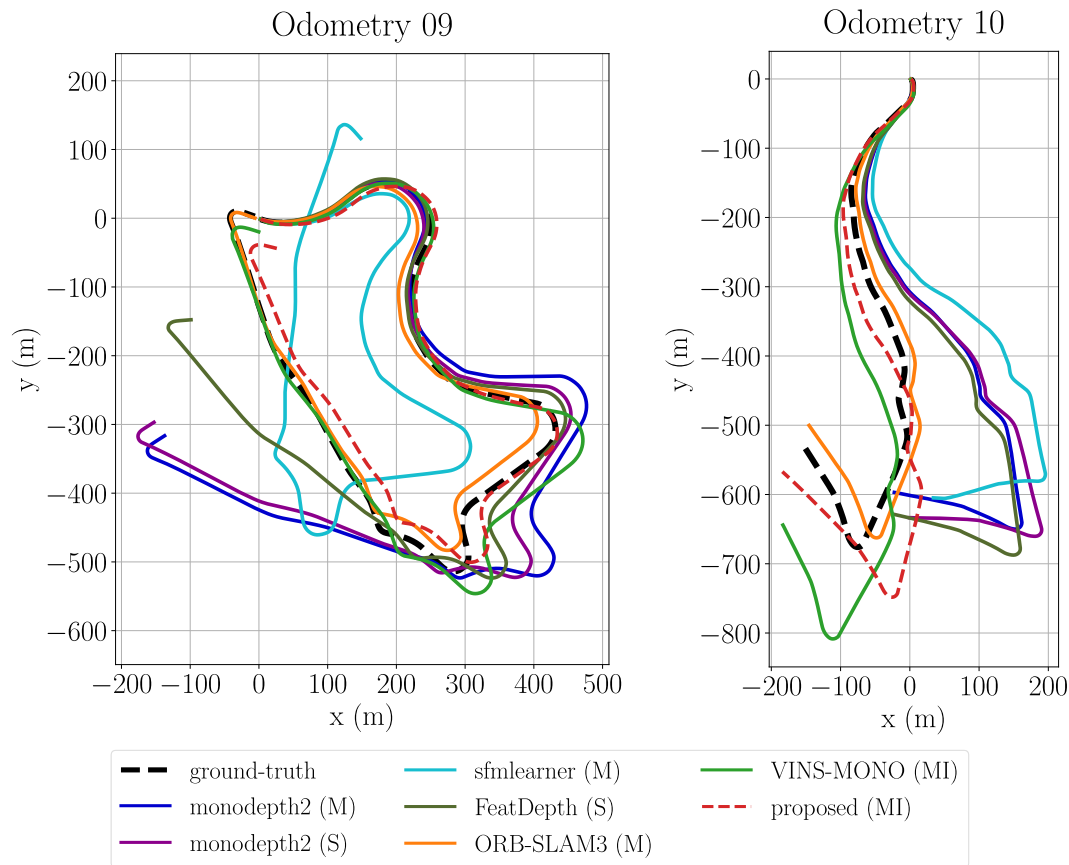 Odometry 09
Odometry 10
200
100
0
−100
−200
−300
−400
−500
−600
y (m)
−200 −100 0 100 200 300 400 500
x (m)
0
−100
−200
−300
−400
−500
−600
−700
−800
y (m)
−200 −100 0 100 200
x (m)
ground-truth
monodepth2 (M)
monodepth2 (S)
sfmlearner (M)
FeatDepth (S)
ORB-SLAM3 (M)
VINS-MONO (MI)
proposed (MI)